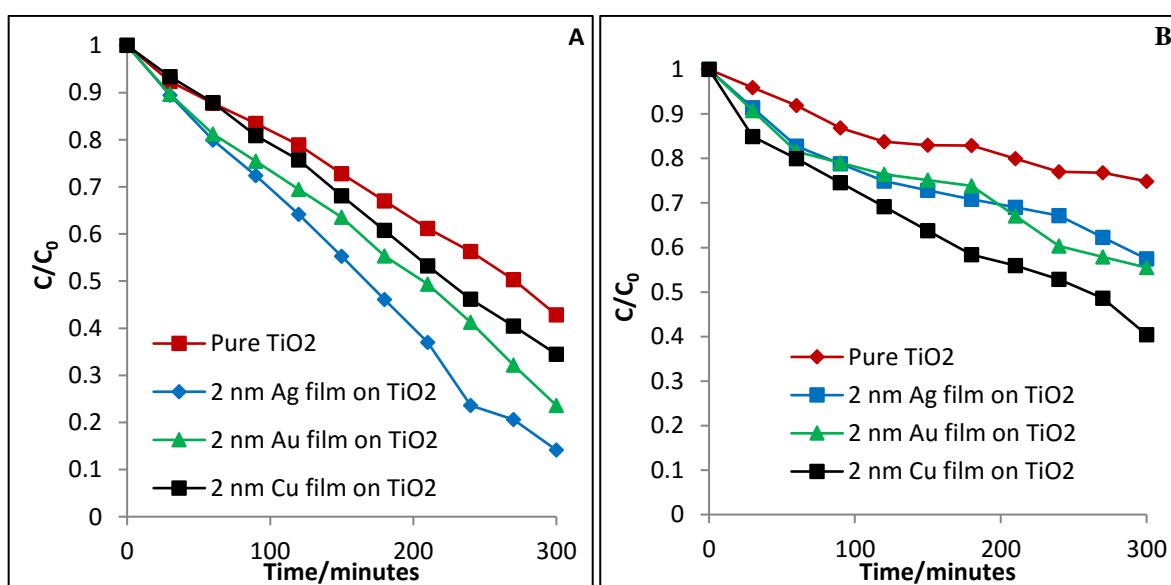 A
C/C0
1
0.9
0.8
0.7
0.6
0.5
0.4
0.3
0.2
0.1
0
Pure TiO2
2 nm Ag film on TiO2
2 nm Au film on TiO2
2 nm Cu film on TiO2
0 100 200 300
Time/minutes
B
C/C0
1
0.9
0.8
0.7
0.6
0.5
0.4
0.3
0.2
0.1
0
Pure TiO2
2 nm Ag film on TiO2
2 nm Au film on TiO2
2 nm Cu film on TiO2
0 100 200 300
Time/minutes